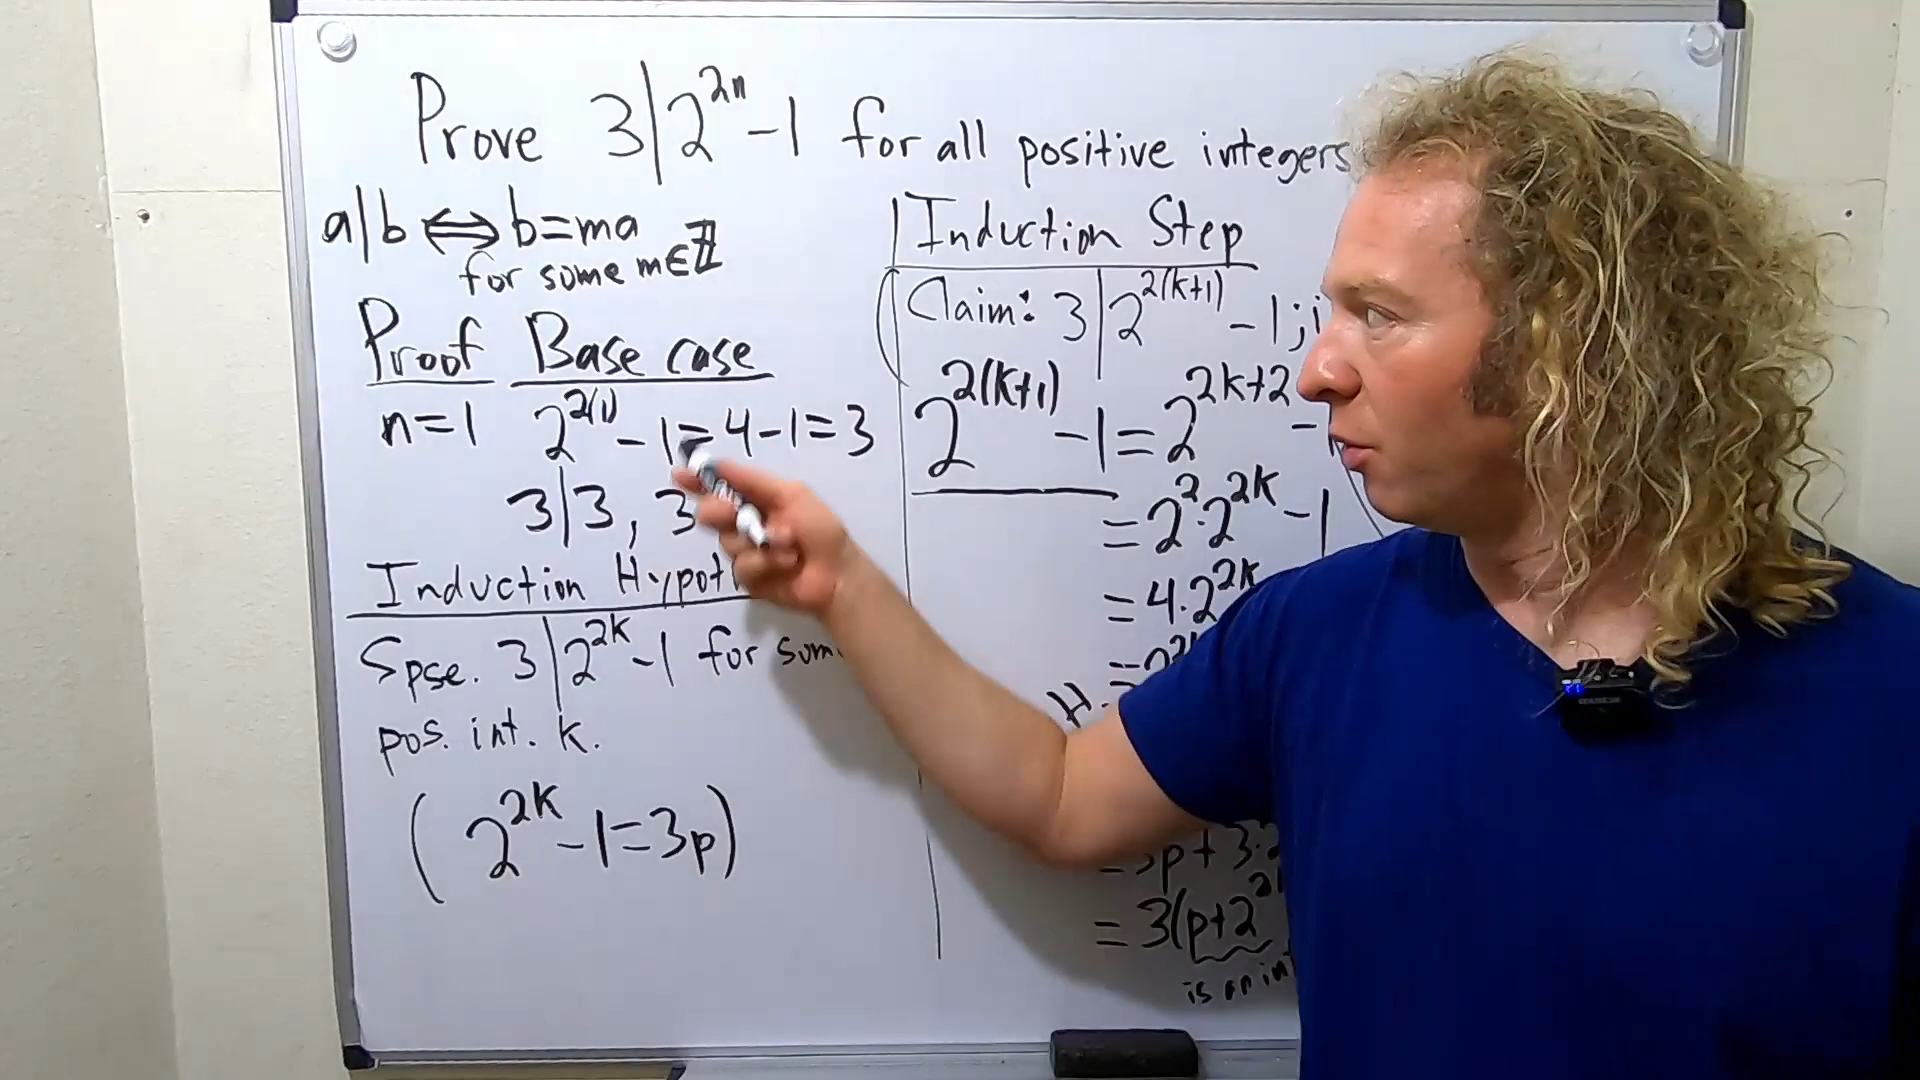 Prove 3|2^{2n}-1 for all positive integers
a|b ⟺ b=ma
for some m∈ℤ
Proof Base case
n=1 2^{2(1)}-1=4-1=3
3|3, 3
Induction
Spse. 3|2^{2k}-1 for
pos. int. k.
(2^{2k}-1=3p)
Induction Step
Claim: 3|2^{2(k+1)}-1;
2^{2(k+1)}-1=2^{2k+2}-1
=2^2·2^{2k}-1
=4·2^{2k}
=3p+3·2
=3(p+2
is an